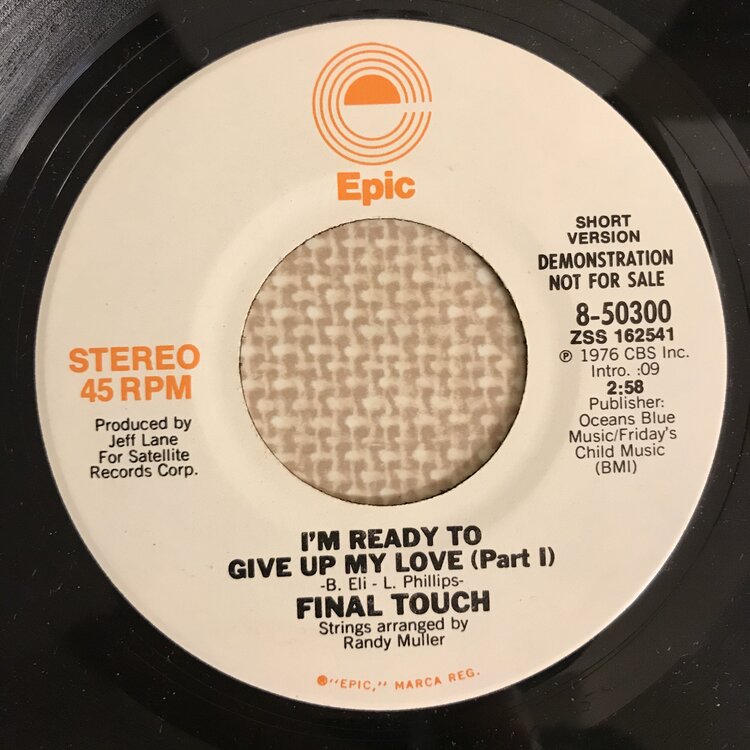 Epic
SHORT
VERSION
DEMONSTRATION
NOT FOR SALE
8-50300
ZSS 162541
℗ 1976 CBS Inc.
Intro. :09
2:58
Publisher:
Oceans Blue
Music/Friday's
Child Music
(BMI)
STEREO
45 RPM
Produced by
Jeff Lane
For Satellite
Records Corp.
I'M READY TO
GIVE UP MY LOVE (Part I)
-B. Eli - L. Phillips-
FINAL TOUCH
Strings arranged by
Randy Muller
®"EPIC," MARCA REG.